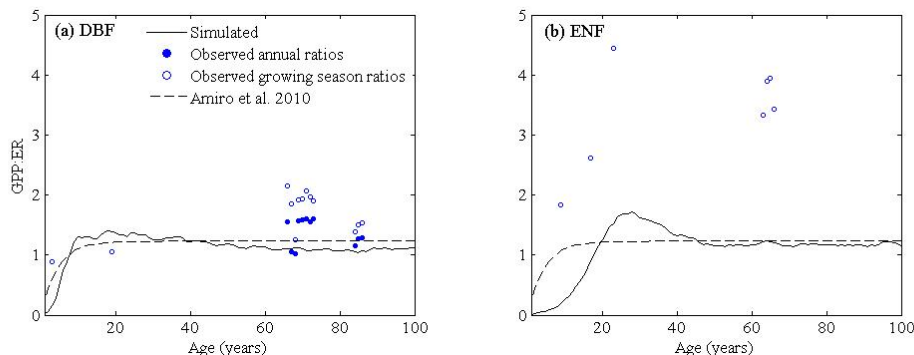 (a) DBF
Simulated
Observed annual ratios
Observed growing season ratios
Amiro et al. 2010
GPP:ER
5
4
3
2
1
0
20 40 60 80 100
Age (years)
(b) ENF
5
4
3
2
1
0
20 40 60 80 100
Age (years)